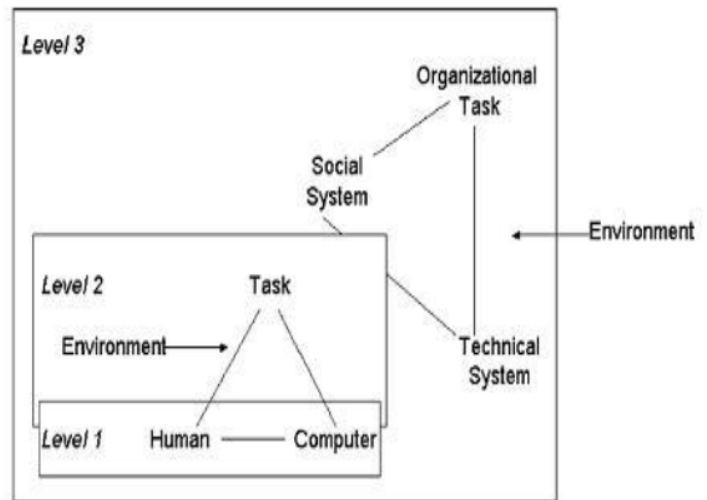 Level 3
Organizational
Task
Social
System
Environment
Level 2
Task
Environment
Technical
System
Level 1
Human
Computer